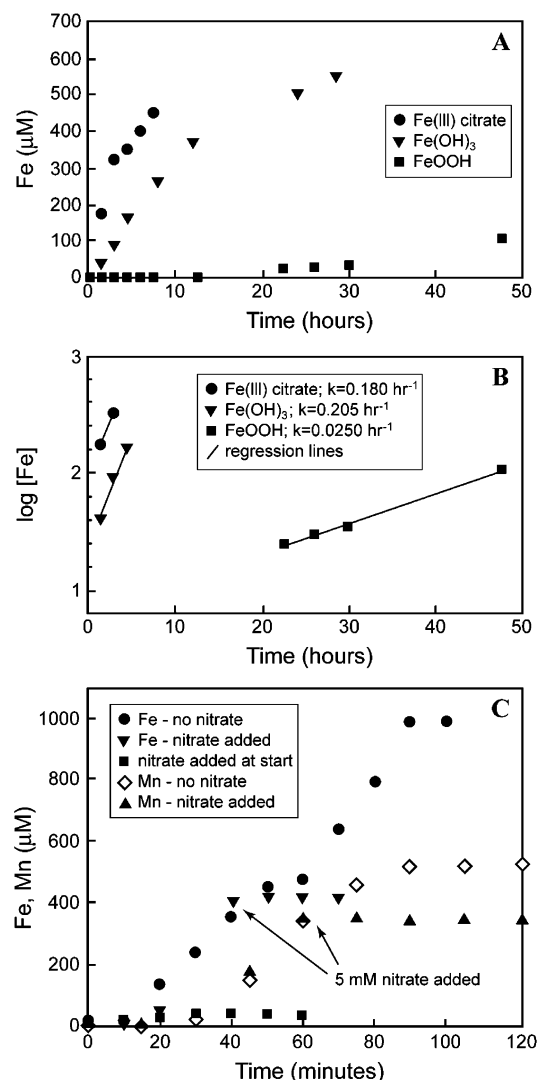 A
700
600
500
400
300
200
100
0
Fe (µM)
Fe(III) citrate
Fe(OH)3
FeOOH
0 10 20 30 40 50
Time (hours)
B
3
2
1
log [Fe]
Fe(III) citrate; k=0.180 hr-1
Fe(OH)3; k=0.205 hr-1
FeOOH; k=0.0250 hr-1
regression lines
0 10 20 30 40 50
Time (hours)
C
1000
800
600
400
200
0
Fe, Mn (µM)
Fe - no nitrate
Fe - nitrate added
nitrate added at start
Mn - no nitrate
Mn - nitrate added
5 mM nitrate added
0 20 40 60 80 100 120
Time (minutes)